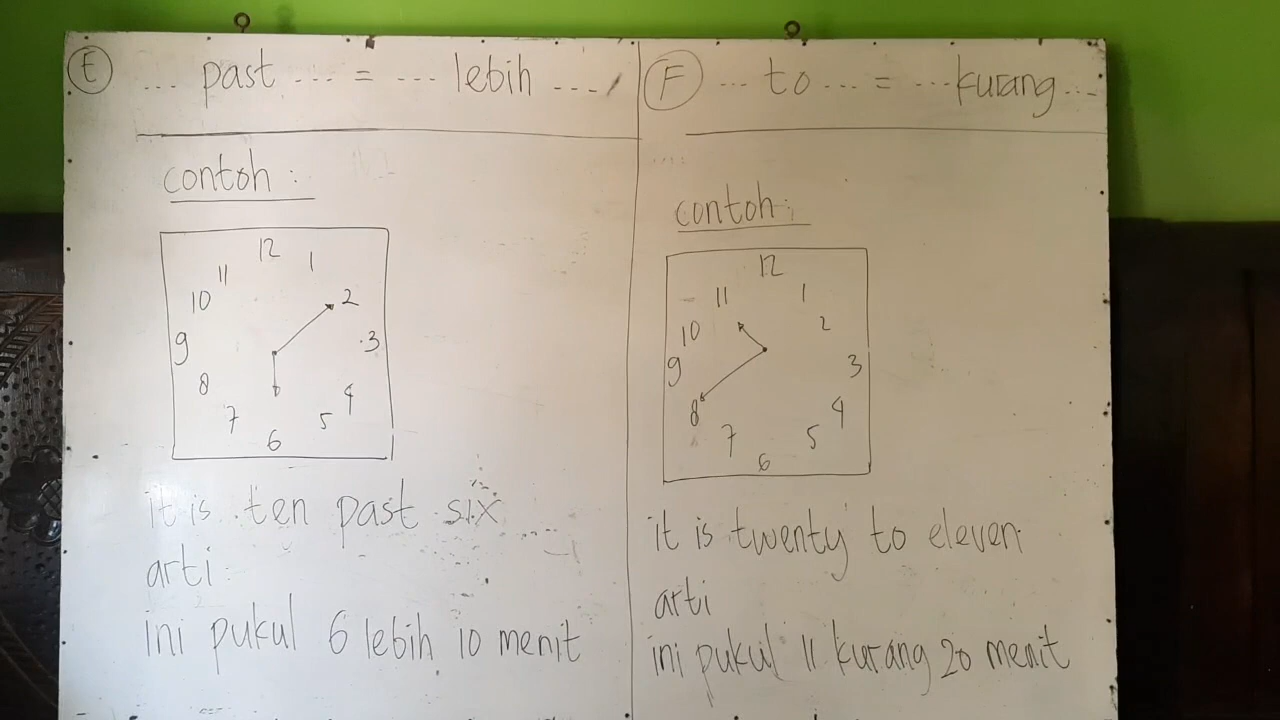 E ... past ... = ... lebih ...
contoh :
12
11 1
10 2
9 3
8 4
7 5
6
it is ten past six
arti :
ini pukul 6 lebih 10 menit
F ... to ... = ... kurang ...
contoh :
12
11 1
10 2
9 3
8 4
7 5
6
it is twenty to eleven
arti
ini pukul 11 kurang 20 menit